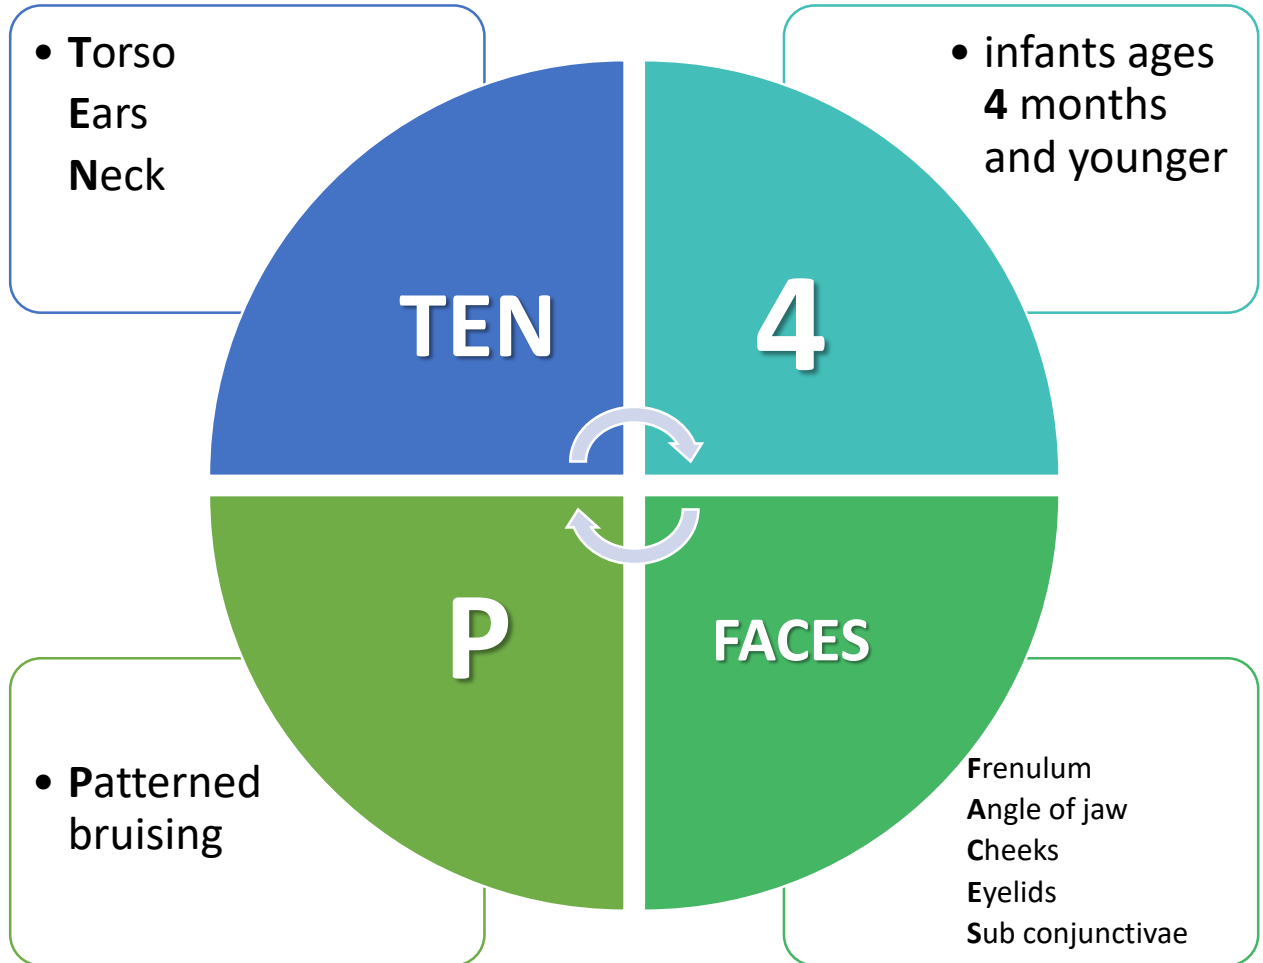 • Torso
Ears
Neck
• infants ages
4 months
and younger
TEN
4
P
FACES
• Patterned
bruising
Frenulum
Angle of jaw
Cheeks
Eyelids
Sub conjunctivae